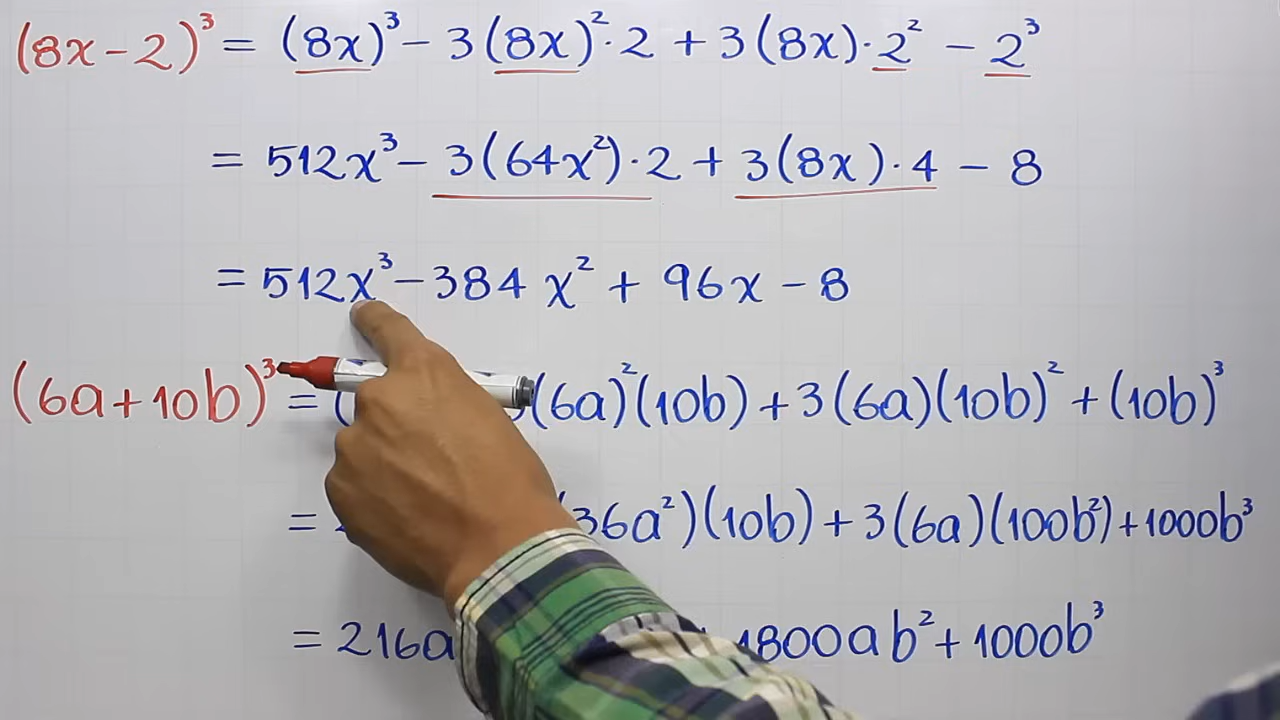 (8x-2)³ = (8x)³ - 3(8x)²·2 + 3(8x)·2² - 2³
= 512x³ - 3(64x²)·2 + 3(8x)·4 - 8
= 512x³ - 384x² + 96x - 8
(6a+10b)³ = ( (6a)²(10b) + 3(6a)(10b)² + (10b)³
= 36a²)(10b) + 3(6a)(100b²) + 1000b³
= 216a 1800ab² + 1000b³